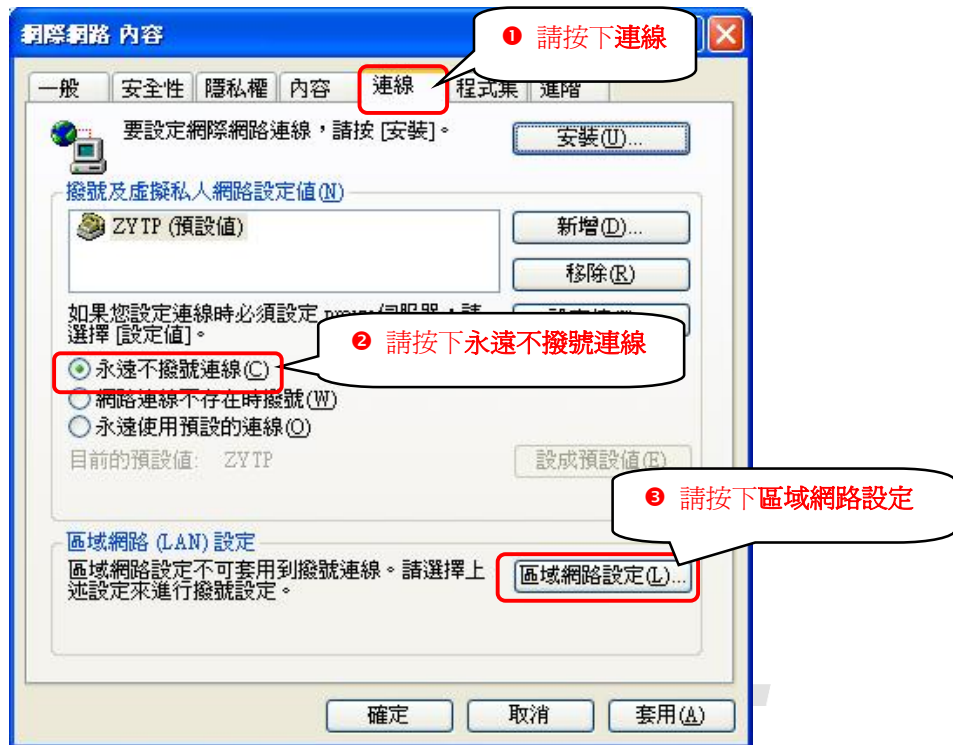 網際網路 內容
❶ 請按下連線
一般 安全性 隱私權 內容 連線 程式集 進階
要設定網際網路連線，請按 [安裝]。
安裝(U)...
撥號及虛擬私人網路設定值(N)
ZYTP (預設值)
新增(D)...
移除(R)
如果您設定連線時必須設定
選擇 [設定值]。
❷ 請按下永遠不撥號連線
永遠不撥號連線(C)
網路連線不存在時撥號(W)
永遠使用預設的連線(O)
目前的預設值: ZYTP
設成預設值(E)
❸ 請按下區域網路設定
區域網路 (LAN) 設定
區域網路設定不可套用到撥號連線。請選擇上
述設定來進行撥號設定。
區域網路設定(L)...
確定 取消 套用(A)